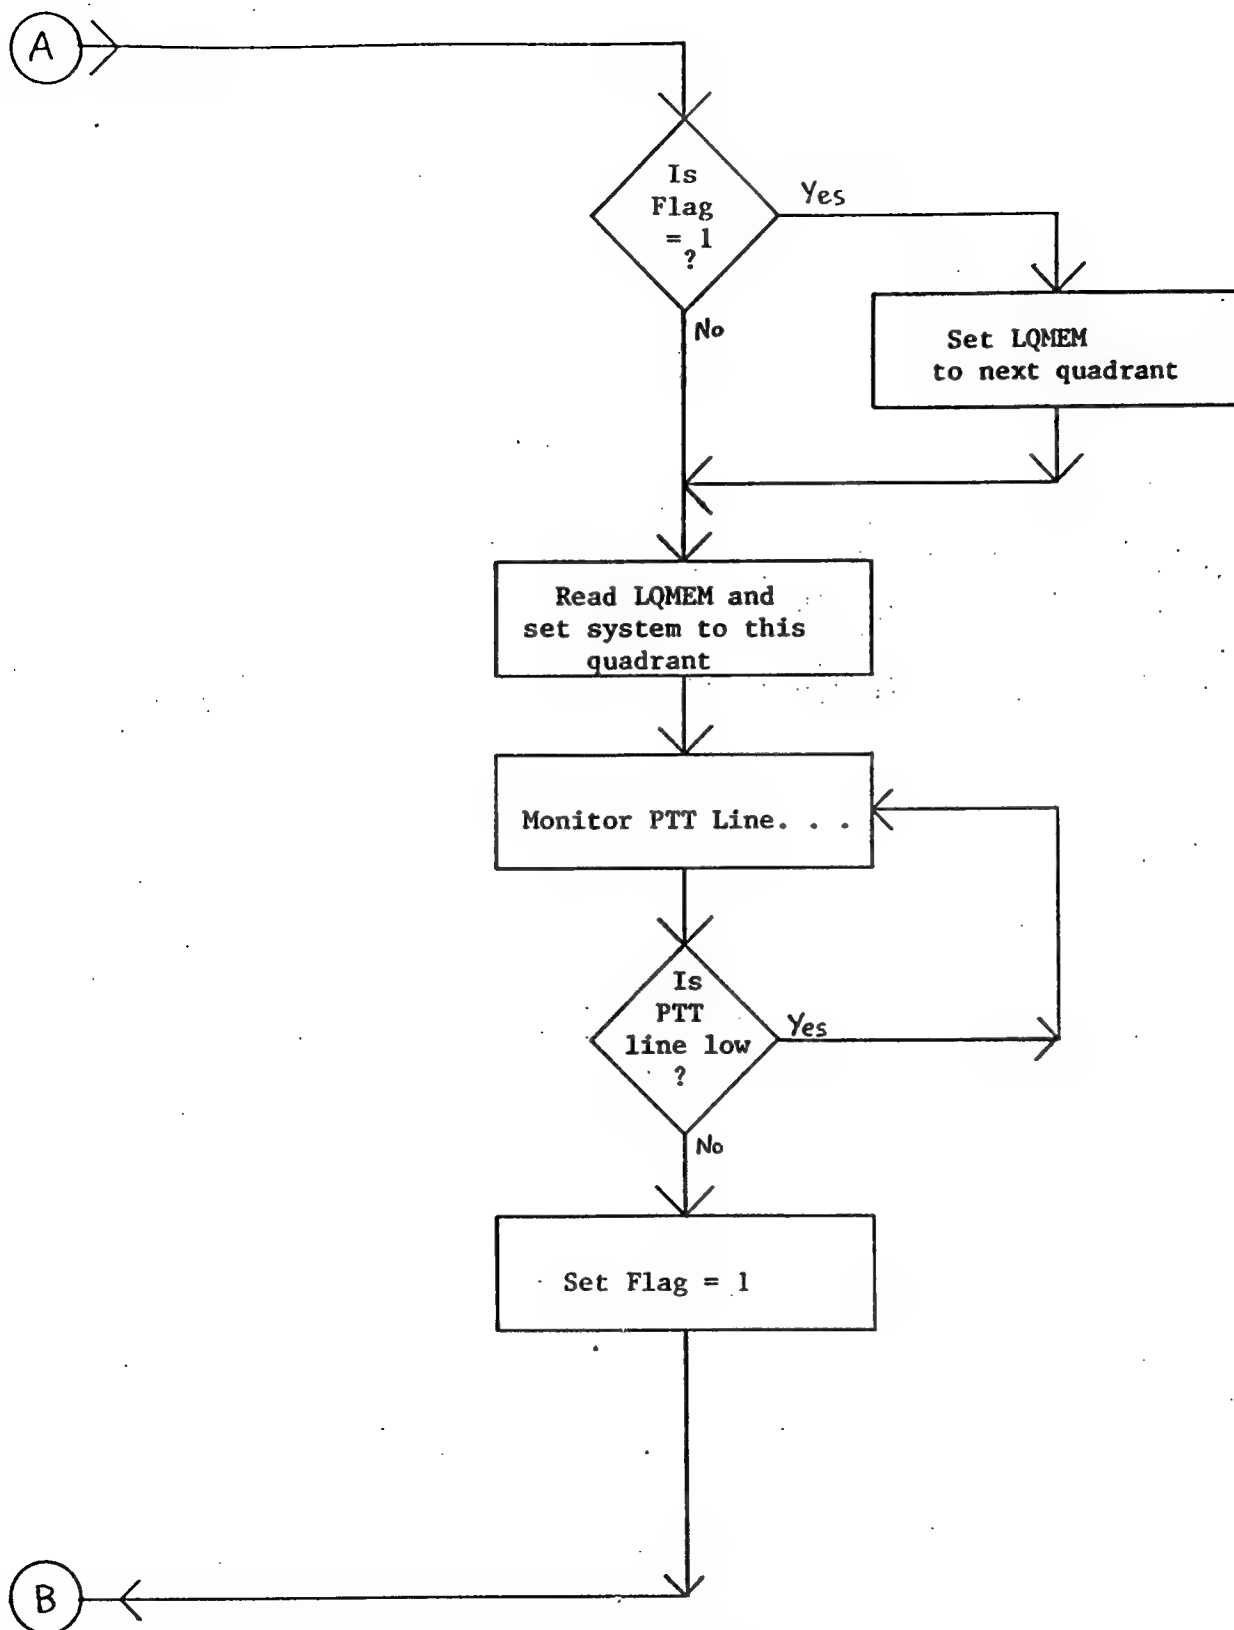 A
Is
Flag
= 1
?
Yes
No
Set LQMEM
to next quadrant
Read LQMEM and
set system to this
quadrant
Monitor PTT Line. . .
Is
PTT
line low
?
Yes
No
Set Flag = 1
B